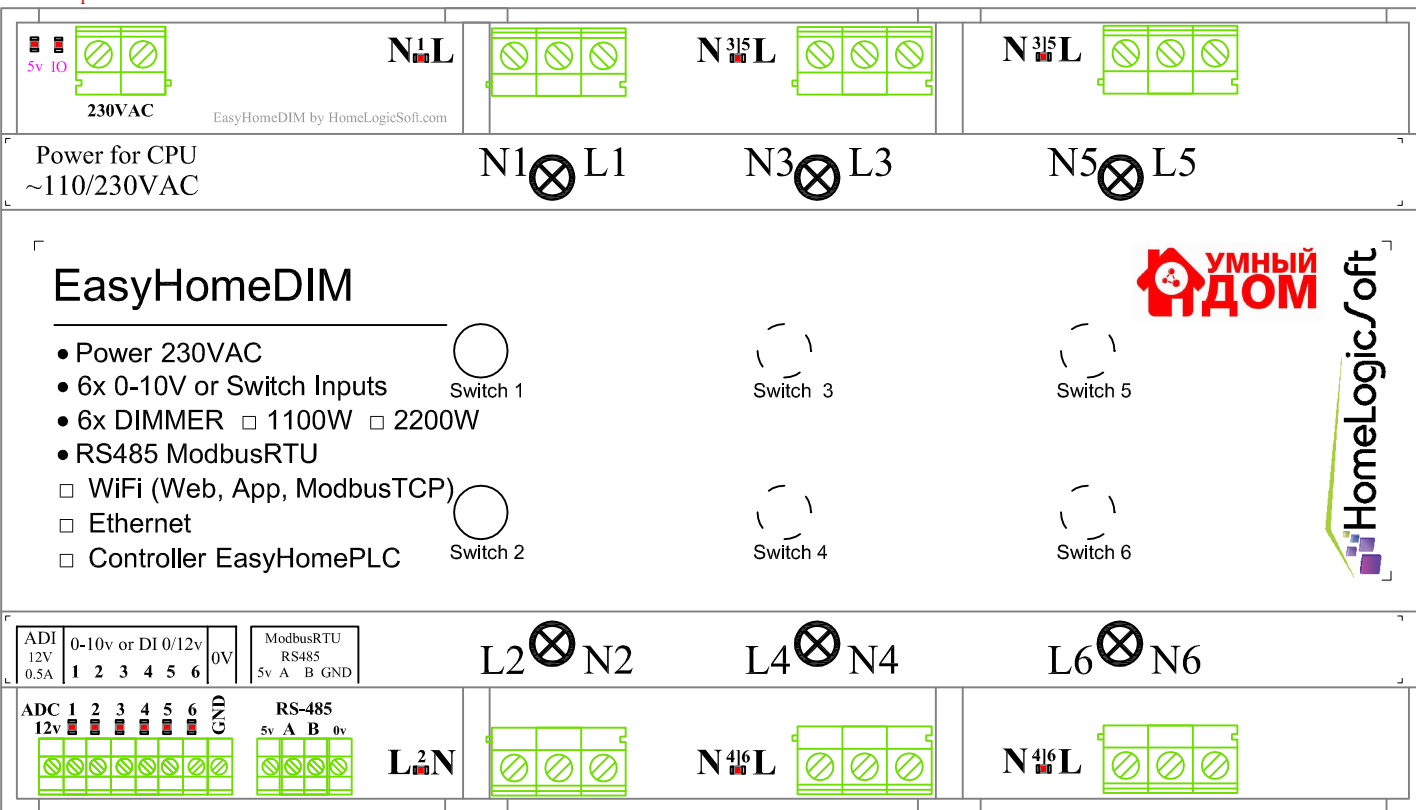 5v IO
230VAC
EasyHomeDIM by HomeLogicSoft.com
N 1 L
N 3|5 L
N 3|5 L
Power for CPU
~110/230VAC
N1 L1
N3 L3
N5 L5
EasyHomeDIM
• Power 230VAC
• 6x 0-10V or Switch Inputs
• 6x DIMMER □ 1100W □ 2200W
• RS485 ModbusRTU
□ WiFi (Web, App, ModbusTCP)
□ Ethernet
□ Controller EasyHomePLC
Switch 1
Switch 3
Switch 5
Switch 2
Switch 4
Switch 6
УМНЫЙ
ДОМ
HomeLogicSoft
ADI
12V
0.5A
0-10v or DI 0/12v
1 2 3 4 5 6
0V
ModbusRTU
RS485
5v A B GND
L2 N2
L4 N4
L6 N6
ADC 1 2 3 4 5 6 GND
12v
RS-485
5v A B 0v
L 2 N
N 4|6 L
N 4|6 L